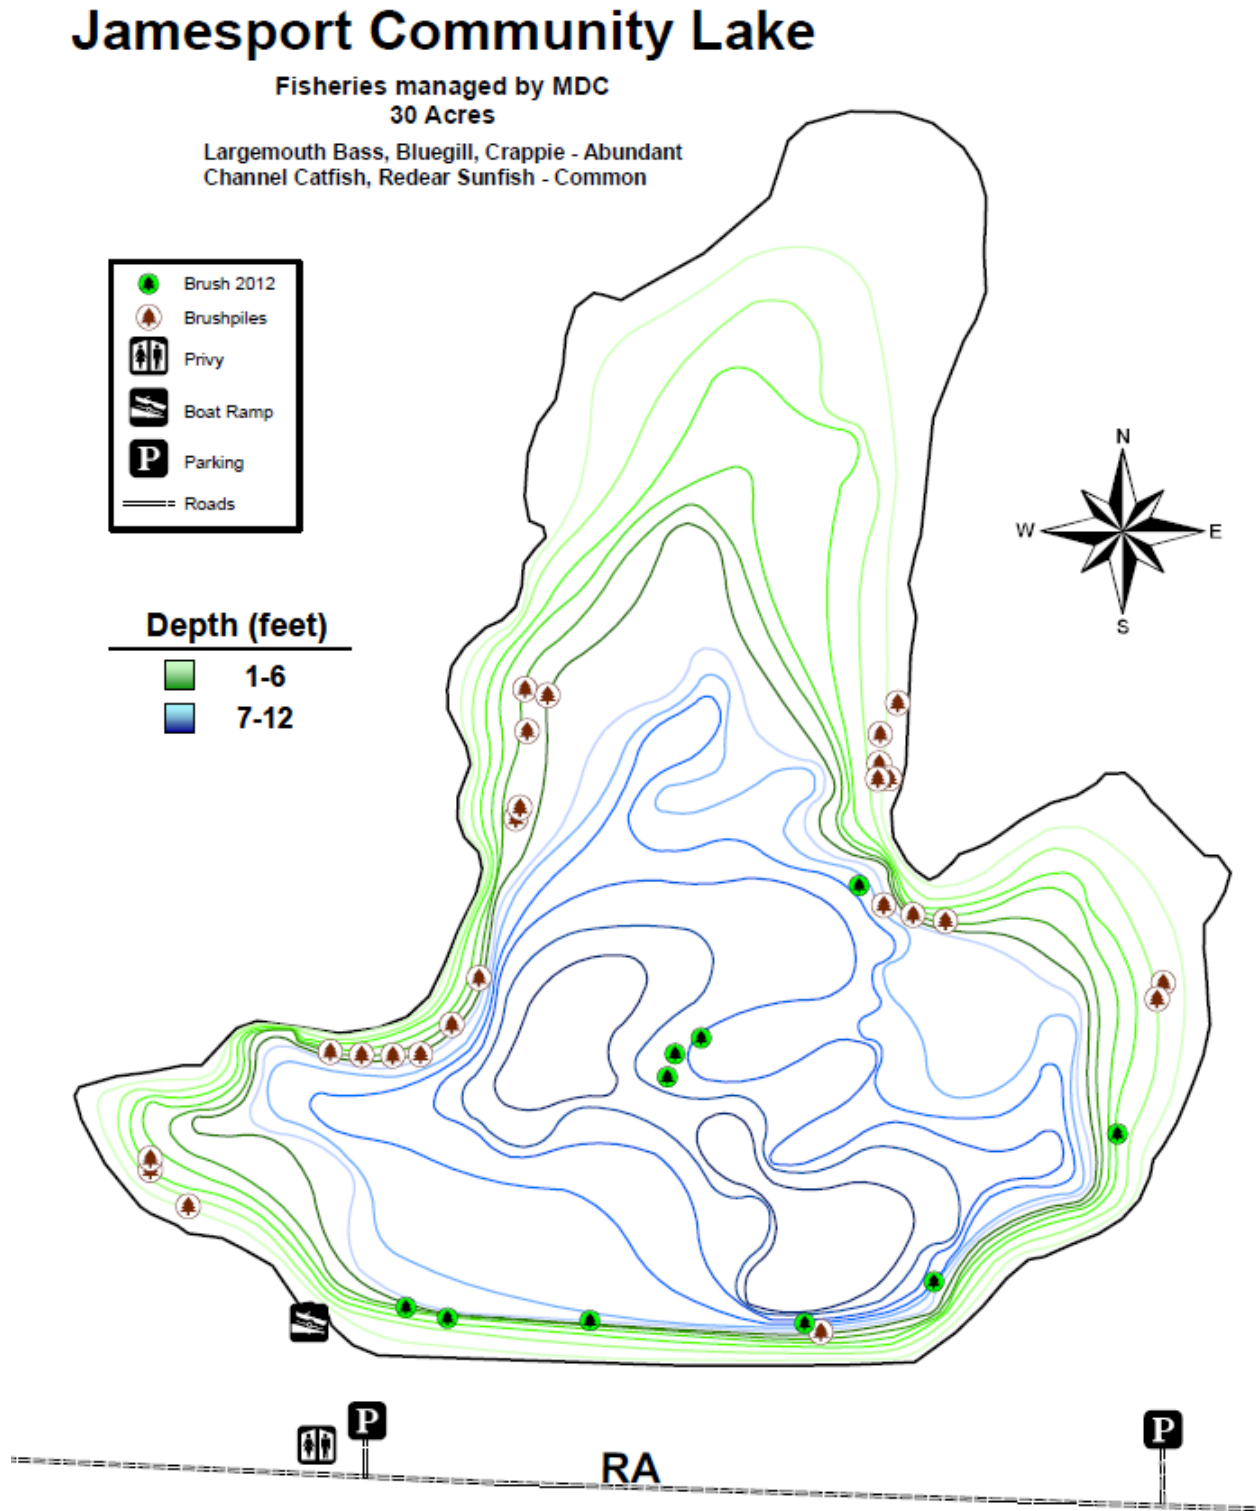 Jamesport Community Lake
Fisheries managed by MDC
30 Acres
Largemouth Bass, Bluegill, Crappie - Abundant
Channel Catfish, Redear Sunfish - Common
Brush 2012
Brushpiles
Privy
Boat Ramp
P Parking
Roads
N
W E
S
Depth (feet)
1-6
7-12
P
P
RA